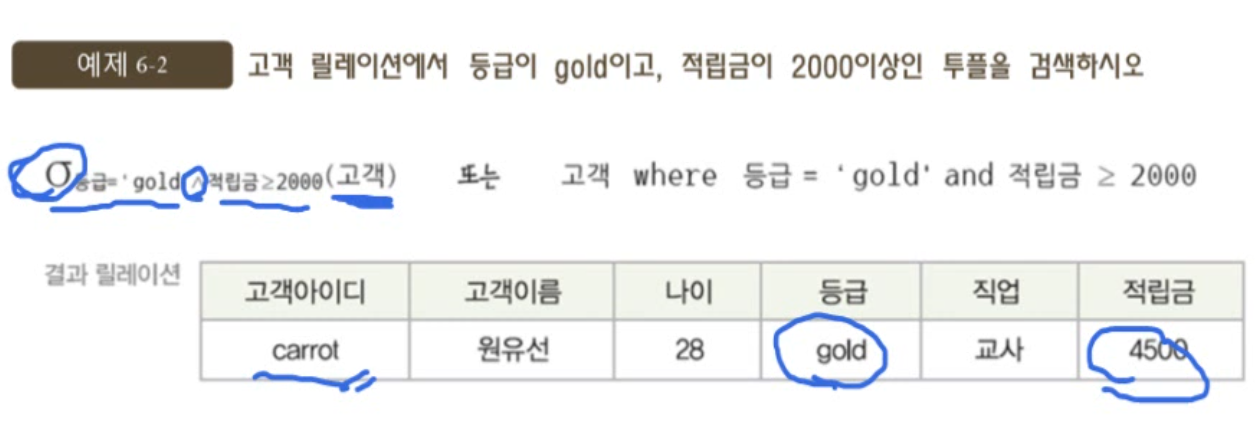 예제 6-2 고객 릴레이션에서 등급이 gold이고, 적립금이 2000이상인 투플을 검색하시오
σ등급='gold'∧적립금≥2000(고객) 또는 고객 where 등급 = 'gold' and 적립금 ≥ 2000
결과 릴레이션
고객아이디 고객이름 나이 등급 직업 적립금
carrot 원유선 28 gold 교사 4500